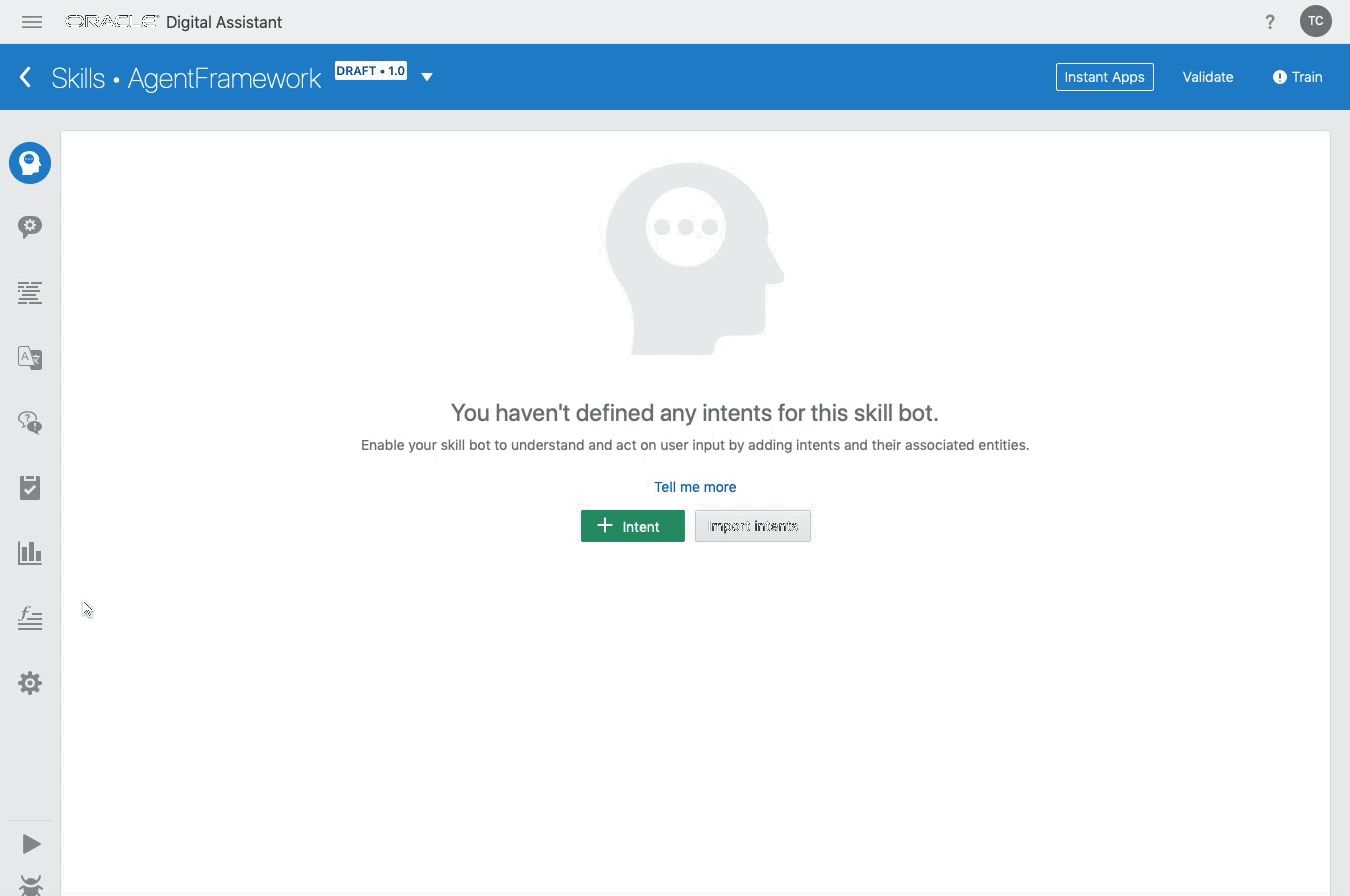 ORACLE® Digital Assistant
?
TC
Skills • AgentFramework DRAFT • 1.0
Instant Apps
Validate
! Train
You haven't defined any intents for this skill bot.
Enable your skill bot to understand and act on user input by adding intents and their associated entities.
Tell me more
+ Intent
Import intents